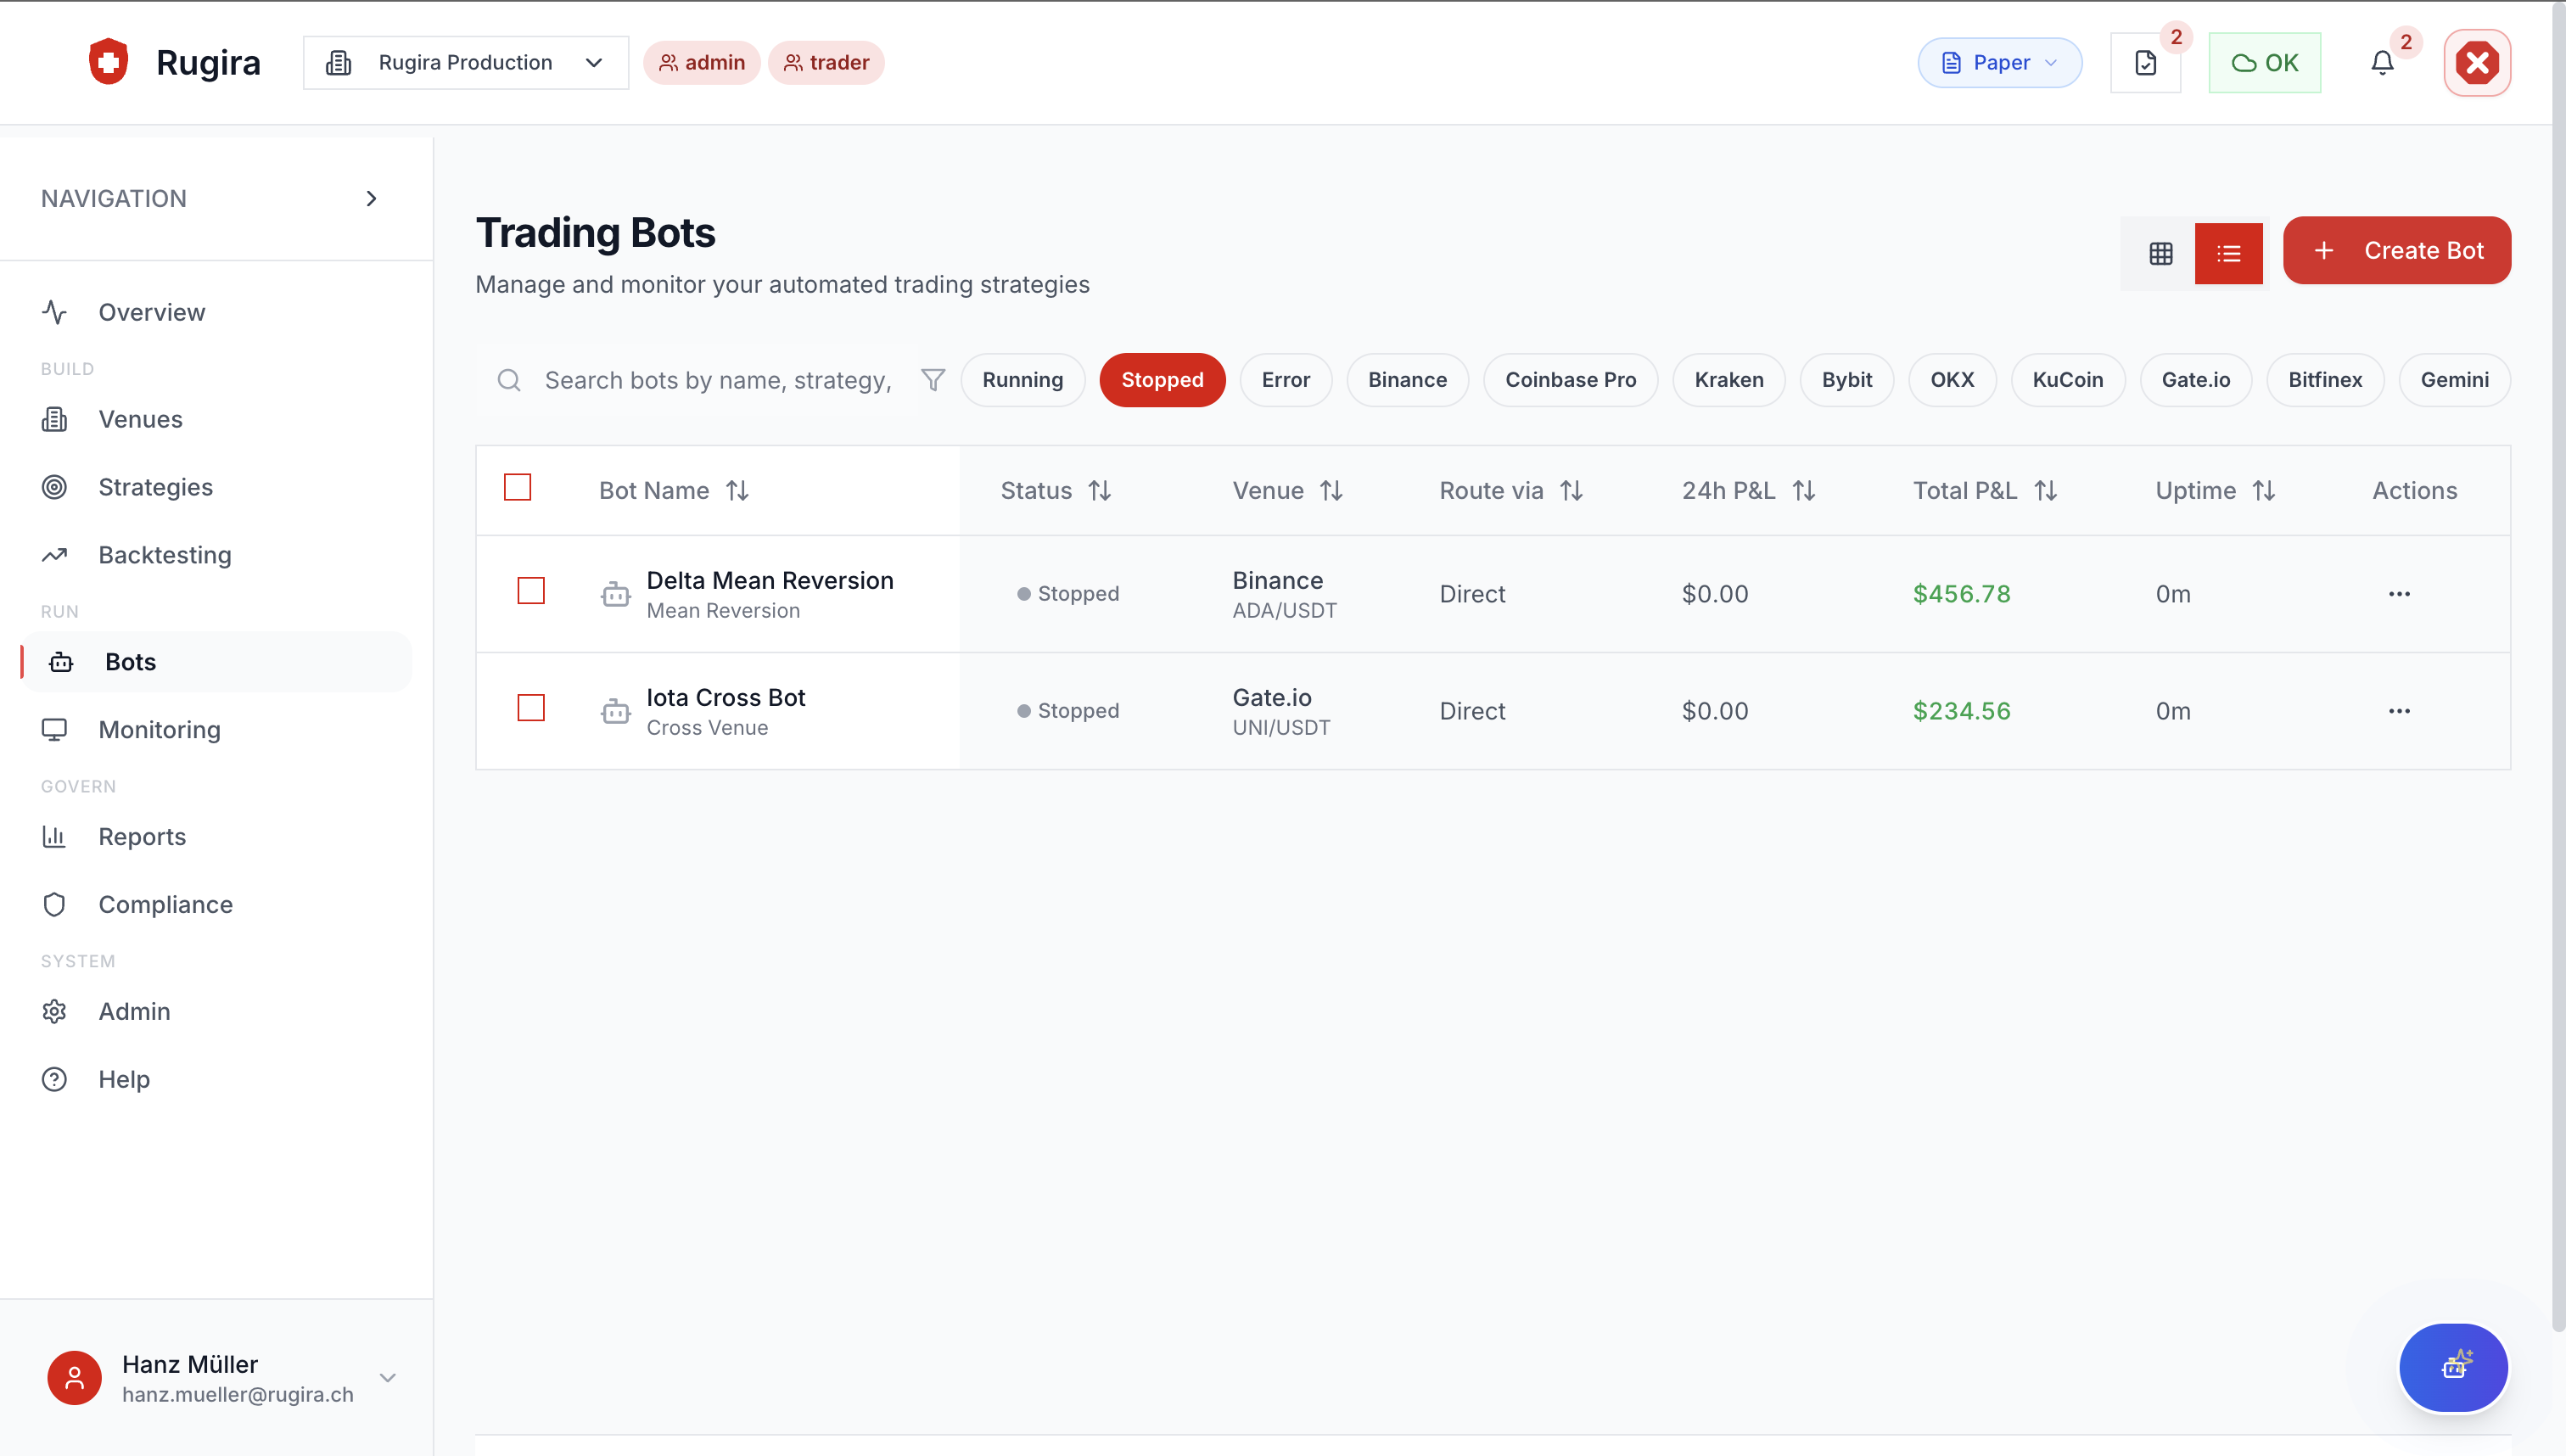 Rugira
Rugira Production
admin
trader
Paper
2
OK
2
NAVIGATION
Overview
BUILD
Venues
Strategies
Backtesting
RUN
Bots
Monitoring
GOVERN
Reports
Compliance
SYSTEM
Admin
Help
Hanz Müller
hanz.mueller@rugira.ch
Trading Bots
Manage and monitor your automated trading strategies
Create Bot
Search bots by name, strategy,
Running
Stopped
Error
Binance
Coinbase Pro
Kraken
Bybit
OKX
KuCoin
Gate.io
Bitfinex
Gemini
Bot Name Status Venue Route via 24h P&L Total P&L Uptime Actions
Delta Mean Reversion
Mean Reversion
Stopped
Binance
ADA/USDT
Direct
$0.00
$456.78
0m
Iota Cross Bot
Cross Venue
Stopped
Gate.io
UNI/USDT
Direct
$0.00
$234.56
0m